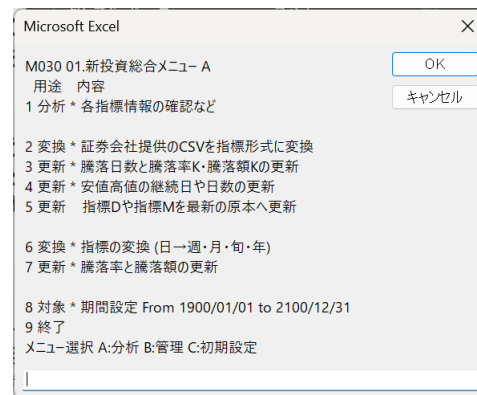 Microsoft Excel
M030 01.新投資総合メニュー A
用途 内容
1 分析 * 各指標情報の確認など
2 変換 * 証券会社提供のCSVを指標形式に変換
3 更新 * 騰落日数と騰落率K・騰落額Kの更新
4 更新 * 安値高値の継続日や日数の更新
5 更新 指標Dや指標Mを最新の原本へ更新
6 変換 * 指標の変換 (日→週・月・旬・年)
7 更新 * 騰落率と騰落額の更新
8 対象 * 期間設定 From 1900/01/01 to 2100/12/31
9 終了
メニュー選択 A:分析 B:管理 C:初期設定
OK
キャンセル